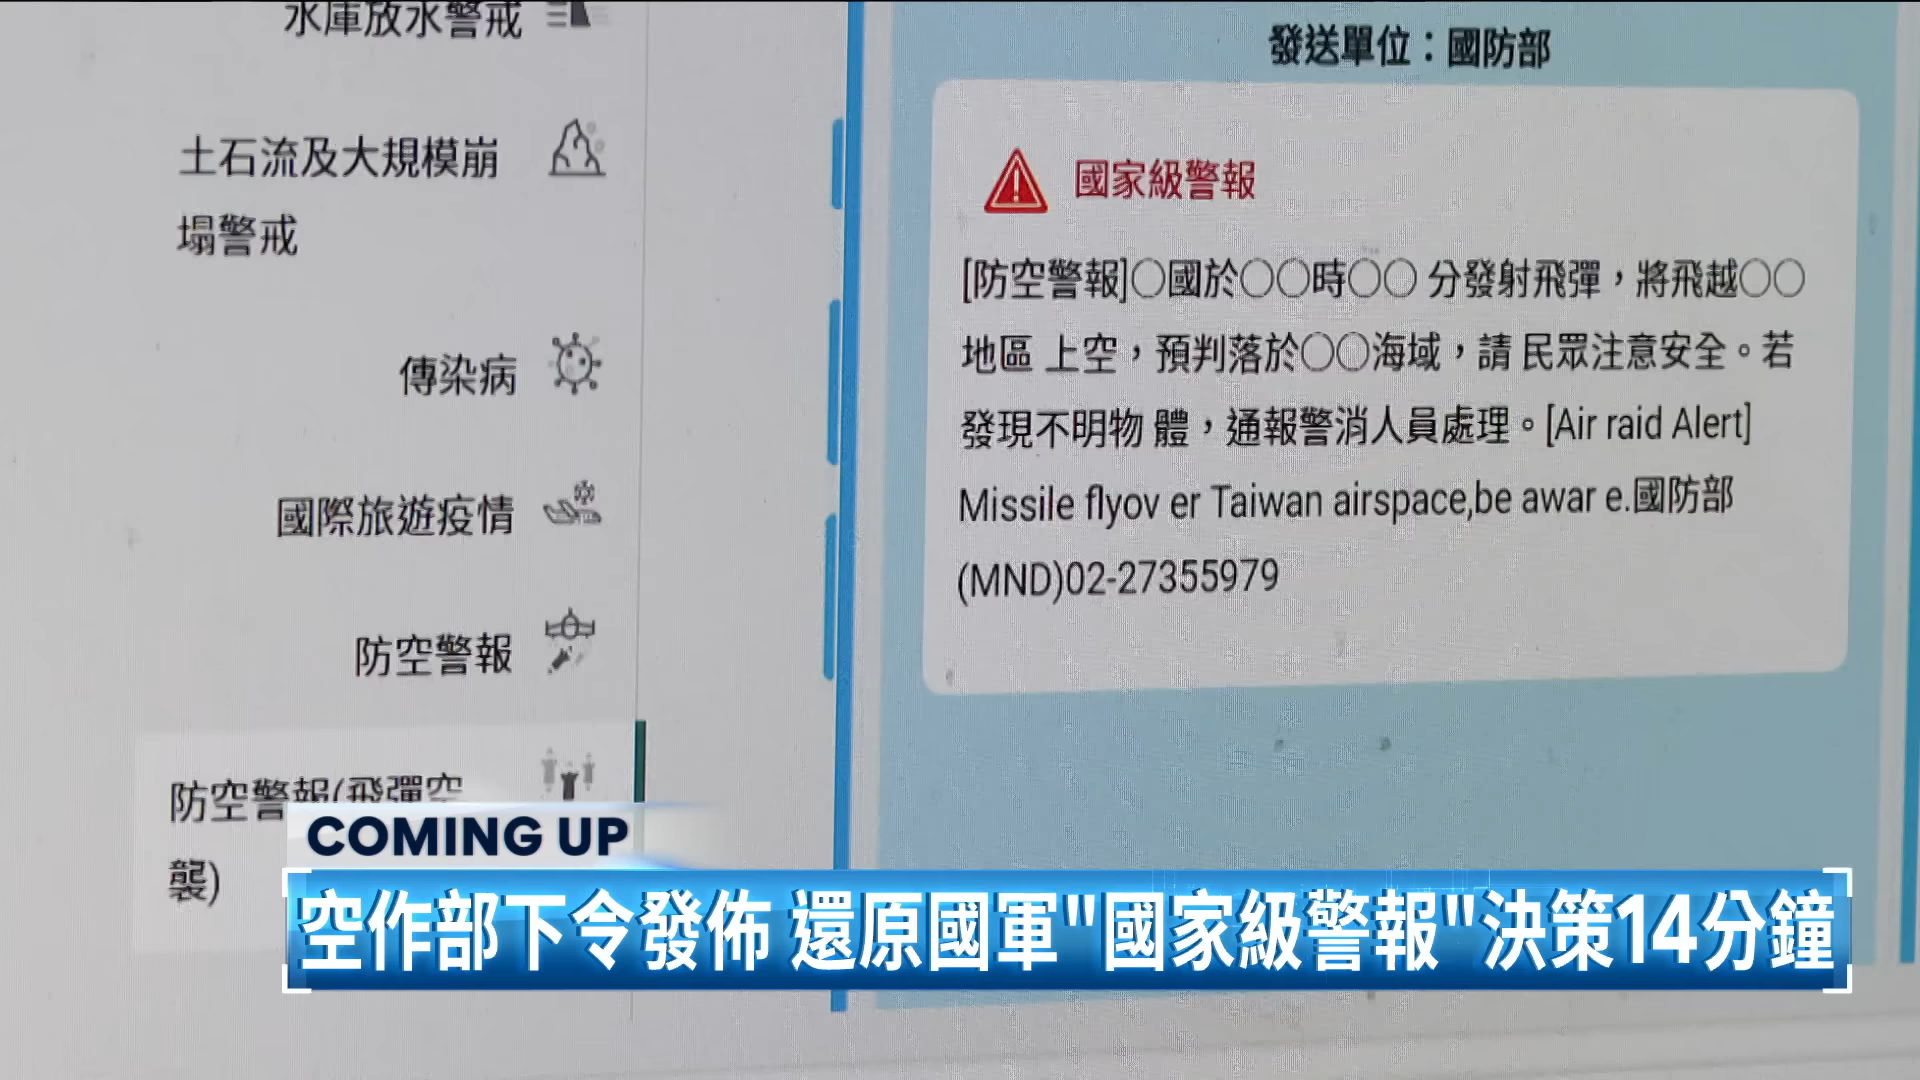 水庫放水警戒
土石流及大規模崩
塌警戒
傳染病
國際旅遊疫情
防空警報
防空警報(飛彈空
襲)
發送單位：國防部
國家級警報
[防空警報]○國於○○時○○ 分發射飛彈，將飛越○○
地區 上空，預判落於○○海域，請 民眾注意安全。若
發現不明物 體，通報警消人員處理。[Air raid Alert]
Missile flyov er Taiwan airspace,be awar e.國防部
(MND)02-27355979
COMING UP
空作部下令發佈 還原國軍"國家級警報"決策14分鐘